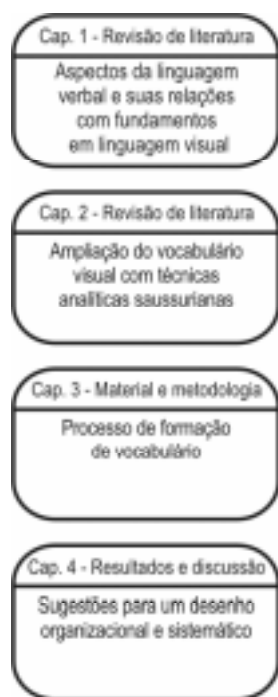 Cap. 1 - Revisão de literatura
Aspectos da linguagem
verbal e suas relações
com fundamentos
em linguagem visual
Cap. 2 - Revisão de literatura
Ampliação do vocabulário
visual com técnicas
analíticas saussurianas
Cap. 3 - Material e metodologia
Processo de formação
de vocabulário
Cap. 4 - Resultados e discussão
Sugestões para um desenho
organizacional e sistemático